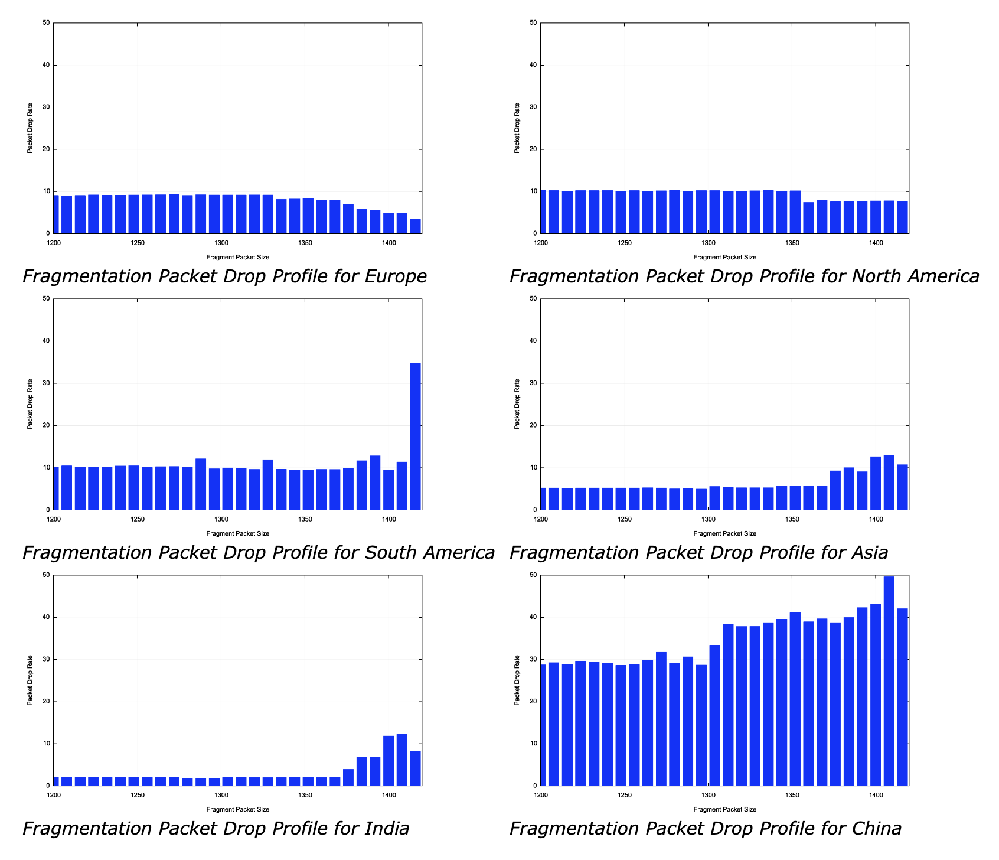 50
40
30
20
10
0
Packet Drop Rate
1200 1250 1300 1350 1400
Fragment Packet Size
Fragmentation Packet Drop Profile for Europe
50
40
30
20
10
0
Packet Drop Rate
1200 1250 1300 1350 1400
Fragment Packet Size
Fragmentation Packet Drop Profile for North America
50
40
30
20
10
0
Packet Drop Rate
1200 1250 1300 1350 1400
Fragment Packet Size
Fragmentation Packet Drop Profile for South America
50
40
30
20
10
0
Packet Drop Rate
1200 1250 1300 1350 1400
Fragment Packet Size
Fragmentation Packet Drop Profile for Asia
50
40
30
20
10
0
Packet Drop Rate
1200 1250 1300 1350 1400
Fragment Packet Size
Fragmentation Packet Drop Profile for India
50
40
30
20
10
0
Packet Drop Rate
1200 1250 1300 1350 1400
Fragment Packet Size
Fragmentation Packet Drop Profile for China